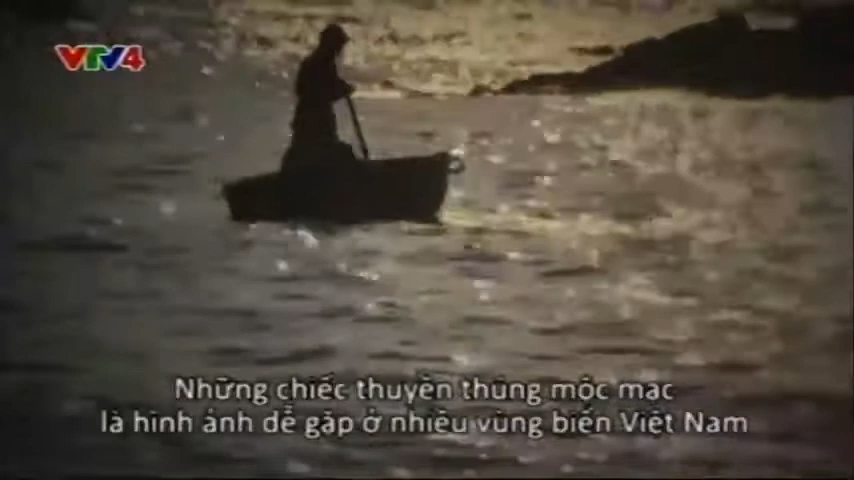 VTV4
Những chiếc thuyền thúng mộc mạc
là hình ảnh dễ gặp ở nhiều vùng biển Việt Nam